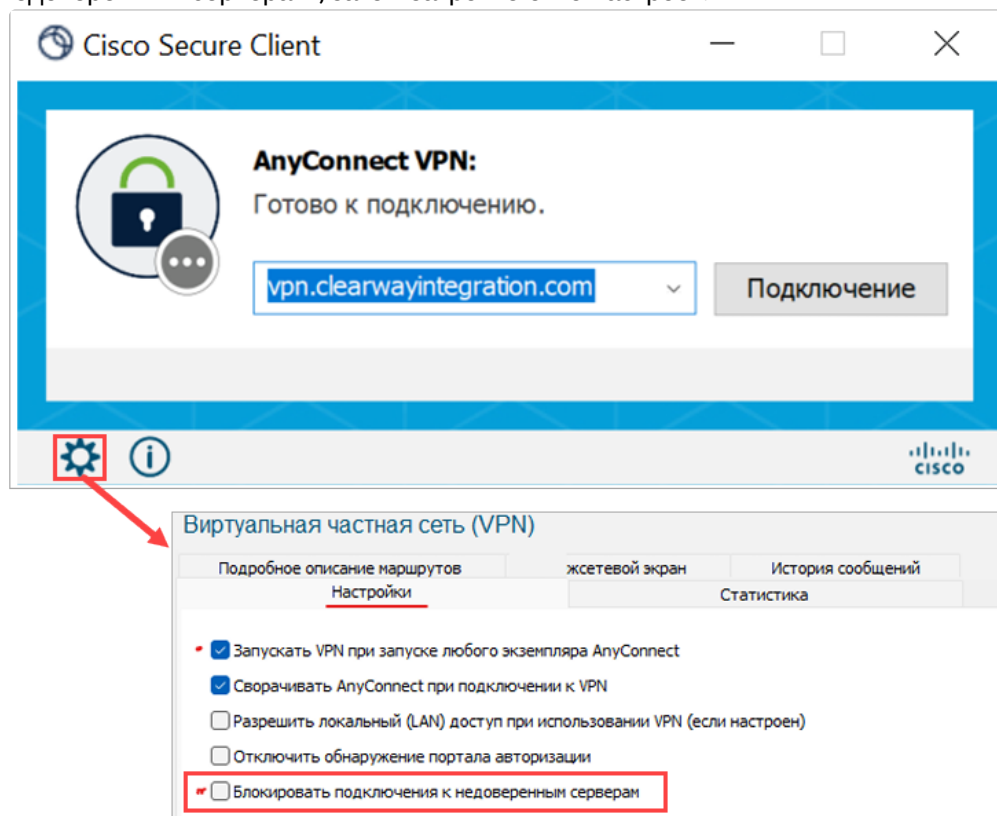 Cisco Secure Client
AnyConnect VPN:
Готово к подключению.
vpn.clearwayintegration.com
Подключение
cisco
Виртуальная частная сеть (VPN)
Подробное описание маршрутов жсетевой экран История сообщений
Настройки Статистика
Запускать VPN при запуске любого экземпляра AnyConnect
Сворачивать AnyConnect при подключении к VPN
Разрешить локальный (LAN) доступ при использовании VPN (если настроен)
Отключить обнаружение портала авторизации
Блокировать подключения к недоверенным серверам